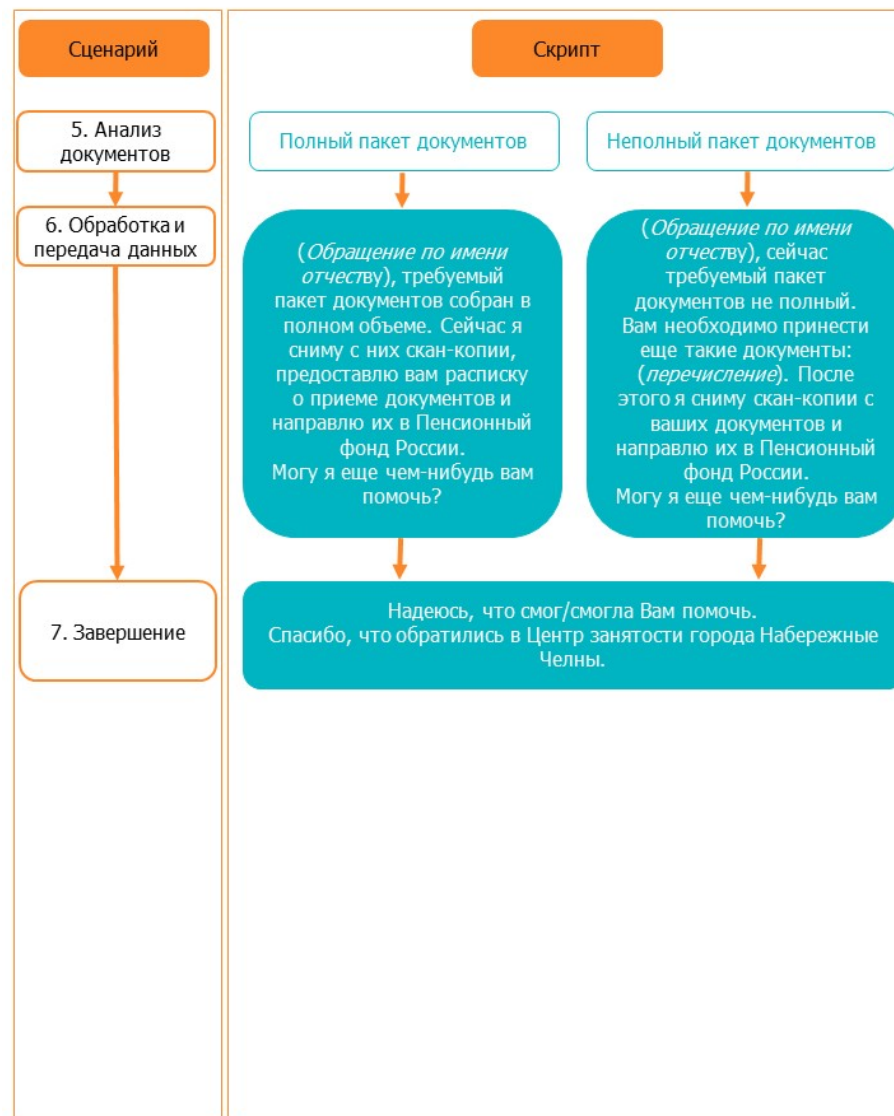 Сценарий
Скрипт
5. Анализ
документов
Полный пакет документов
Неполный пакет документов
6. Обработка и
передача данных
(Обращение по имени
отчеству), требуемый
пакет документов собран в
полном объеме. Сейчас я
сниму с них скан-копии,
предоставлю вам расписку
о приеме документов и
направлю их в Пенсионный
фонд России.
Могу я еще чем-нибудь вам
помочь?
(Обращение по имени
отчеству), сейчас
требуемый пакет
документов не полный.
Вам необходимо принести
еще такие документы:
(перечисление). После
этого я сниму скан-копии с
ваших документов и
направлю их в Пенсионный
фонд России.
Могу я еще чем-нибудь вам
помочь?
7. Завершение
Надеюсь, что смог/смогла Вам помочь.
Спасибо, что обратились в Центр занятости города Набережные
Челны.